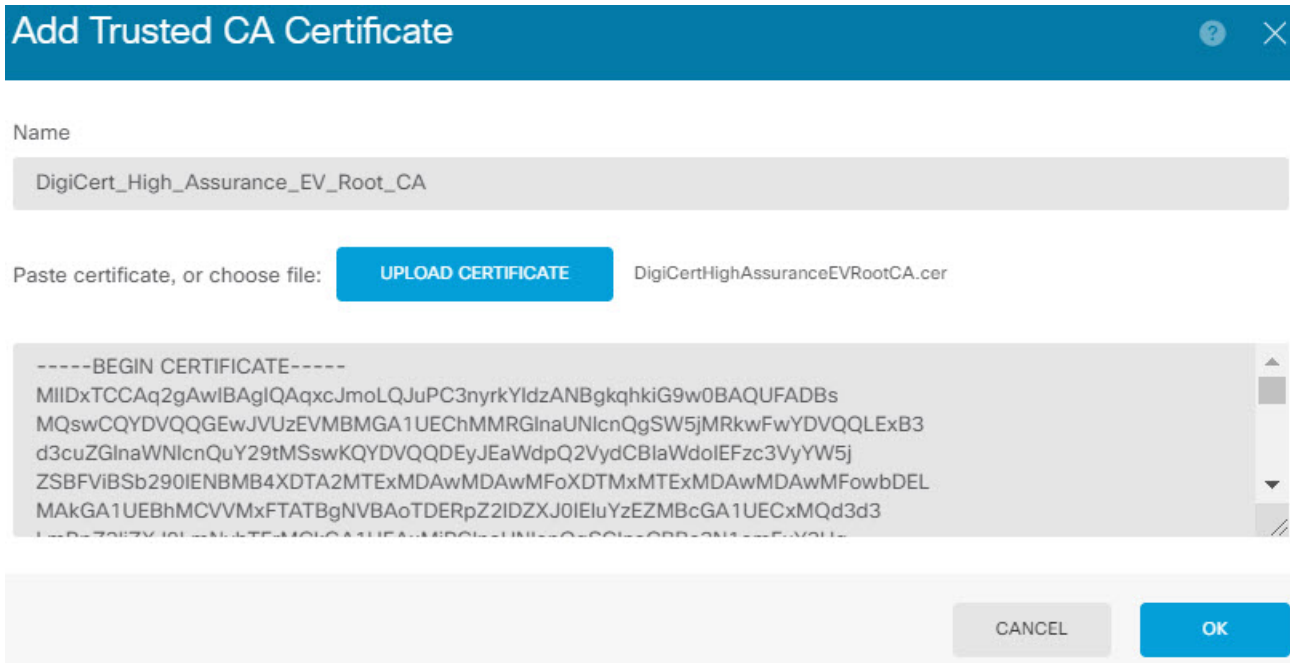 Add Trusted CA Certificate
Name
DigiCert_High_Assurance_EV_Root_CA
Paste certificate, or choose file: UPLOAD CERTIFICATE DigiCertHighAssuranceEVRootCA.cer
-----BEGIN CERTIFICATE-----
MIIDxTCCAq2gAwIBAgIQAqxcJmoLQJuPC3nyrkYldzANBgkqhkiG9w0BAQUFADBs
MQswCQYDVQQGEwJVUzEVMBMGA1UEChMMRGlnaUNlcnQgSW5jMRkwFwYDVQQLExB3
d3cuZGlnaWNlcnQuY29tMSswKQYDVQQDEyJEaWdpQ2VydCBIaWdoIEFzc3VyYW5j
ZSBFViBSb290IENBMB4XDTA2MTExMDAwMDAwMFoXDTMxMTExMDAwMDAwMFowbDEL
MAkGA1UEBhMCVVMxFTATBgNVBAoTDERpZ2lDZXJ0IEluYzEZMBcGA1UECxMQd3d3
CANCEL OK